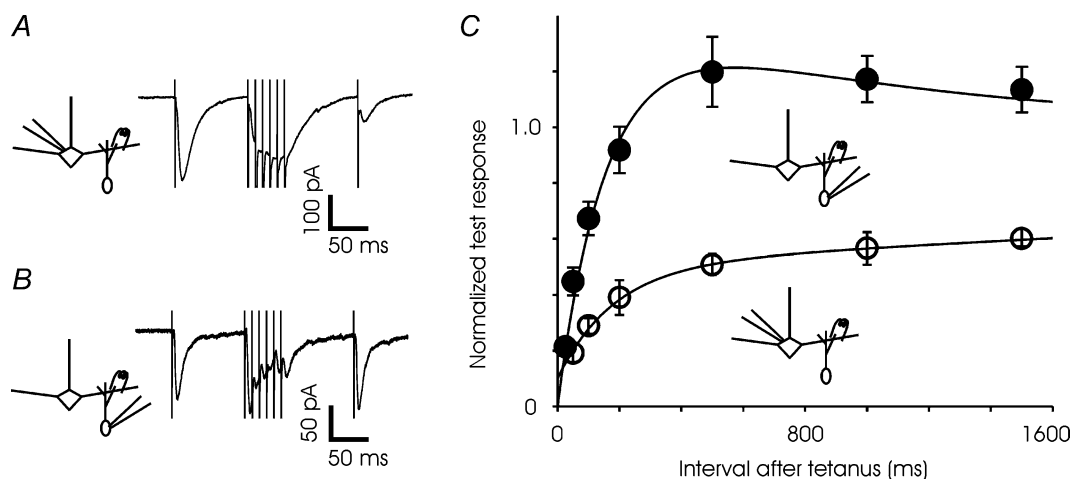 A
100 pA
50 ms
B
50 pA
50 ms
C
Normalized test response
1.0
0
0
800
1600
Interval after tetanus (ms)